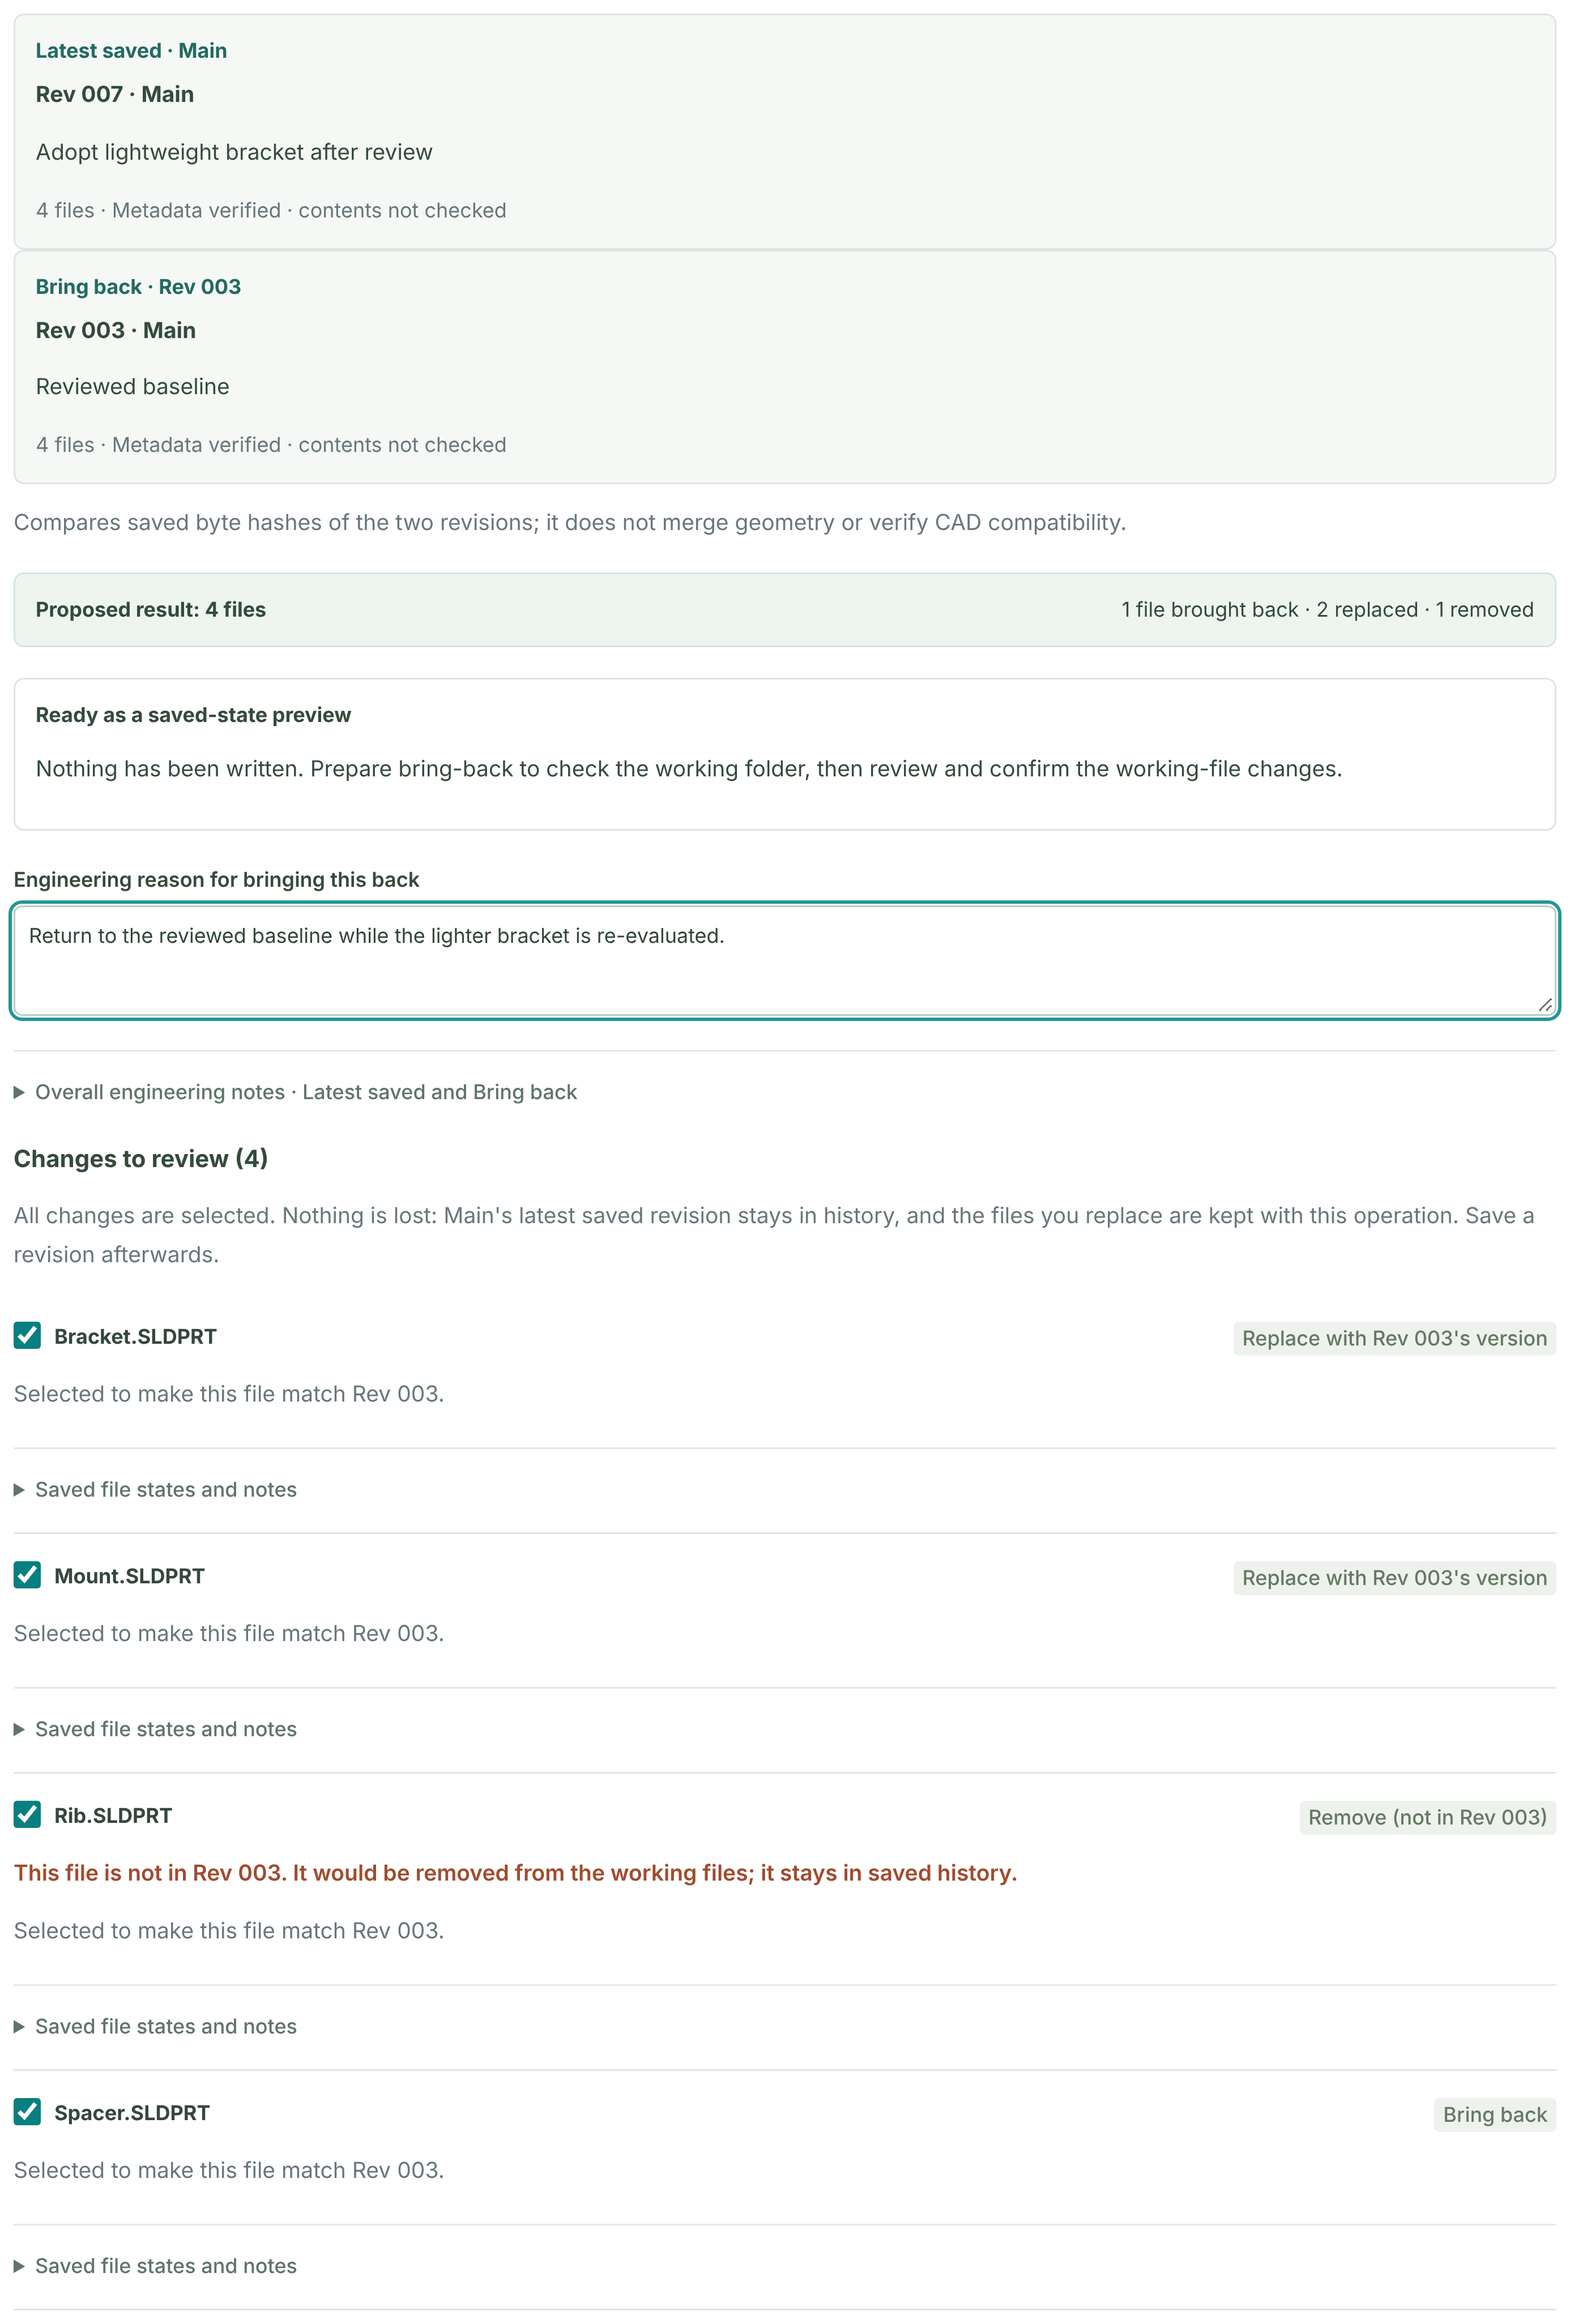 Latest saved · Main
Rev 007 · Main
Adopt lightweight bracket after review
4 files · Metadata verified · contents not checked
Bring back · Rev 003
Rev 003 · Main
Reviewed baseline
4 files · Metadata verified · contents not checked
Compares saved byte hashes of the two revisions; it does not merge geometry or verify CAD compatibility.
Proposed result: 4 files
1 file brought back · 2 replaced · 1 removed
Ready as a saved-state preview
Nothing has been written. Prepare bring-back to check the working folder, then review and confirm the working-file changes.
Engineering reason for bringing this back
Return to the reviewed baseline while the lighter bracket is re-evaluated.
Overall engineering notes · Latest saved and Bring back
Changes to review (4)
All changes are selected. Nothing is lost: Main's latest saved revision stays in history, and the files you replace are kept with this operation. Save a
revision afterwards.
Bracket.SLDPRT
Replace with Rev 003's version
Selected to make this file match Rev 003.
Saved file states and notes
Mount.SLDPRT
Replace with Rev 003's version
Selected to make this file match Rev 003.
Saved file states and notes
Rib.SLDPRT
Remove (not in Rev 003)
This file is not in Rev 003. It would be removed from the working files; it stays in saved history.
Selected to make this file match Rev 003.
Saved file states and notes
Spacer.SLDPRT
Bring back
Selected to make this file match Rev 003.
Saved file states and notes